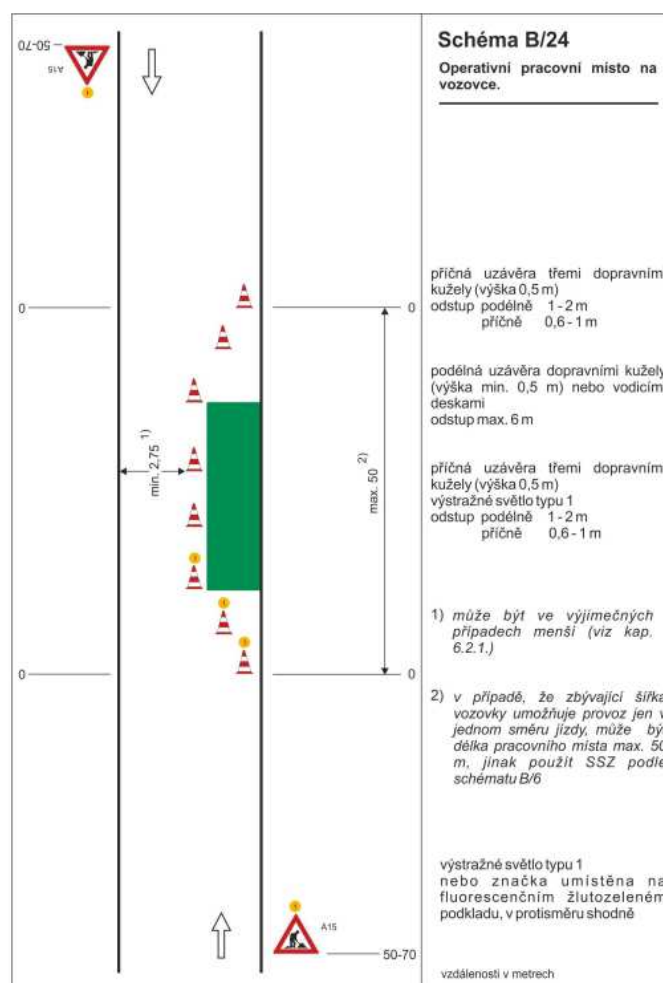 Schéma B/24
Operativní pracovní místo na
vozovce.
50-70
A15
1
0
0
příčná uzávěra třemi dopravním
kužely (výška 0,5 m)
odstup podélně 1 - 2 m
příčně 0,6 - 1 m
podélná uzávěra dopravními kužely
(výška min. 0,5 m) nebo vodicím
deskami
odstup max. 6 m
min. 2,75 1)
max. 50 2)
příčná uzávěra třemi dopravním
kužely (výška 0,5 m)
výstražné světlo typu 1
odstup podélně 1 - 2 m
příčně 0,6 - 1 m
1
1
1
0
0
1) může být ve výjimečných
případech menší (viz kap.
6.2.1.)
2) v případě, že zbývající šířka
vozovky umožňuje provoz jen v
jednom směru jízdy, může bý
délka pracovního místa max. 50
m, jinak použít SSZ podle
schématu B/6
výstražné světlo typu 1
nebo značka umístěna na
fluorescenčním žlutozeleném
podkladu, v protisměru shodně
1
A15
50-70
vzdálenosti v metrech